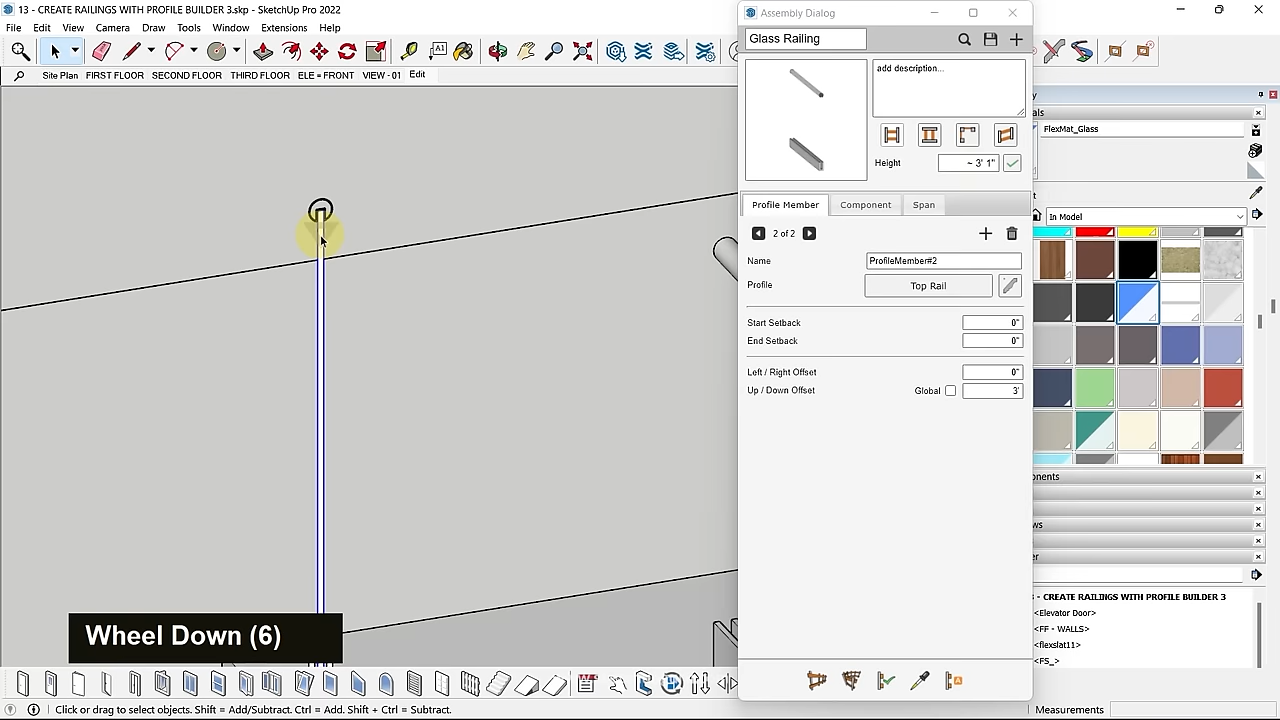 13 - CREATE RAILINGS WITH PROFILE BUILDER 3.skp - SketchUp Pro 2022
File Edit View Camera Draw Tools Window Extensions Help
Site Plan FIRST FLOOR SECOND FLOOR THIRD FLOOR ELE = FRONT VIEW - 01 Edit
Assembly Dialog
Glass Railing
add description...
Height ~ 3' 1"
Profile Member Component Span
2 of 2
Name ProfileMember#2
Profile Top Rail
Start Setback 0"
End Setback 0"
Left / Right Offset 0"
Up / Down Offset Global 3'
FlexMat_Glass
In Model
- CREATE RAILINGS WITH PROFILE BUILDER 3
<Elevator Door>
<FF - WALLS>
<flexslat11>
<FS_>
Wheel Down (6)
Click or drag to select objects. Shift = Add/Subtract. Ctrl = Add. Shift + Ctrl = Subtract.
Measurements